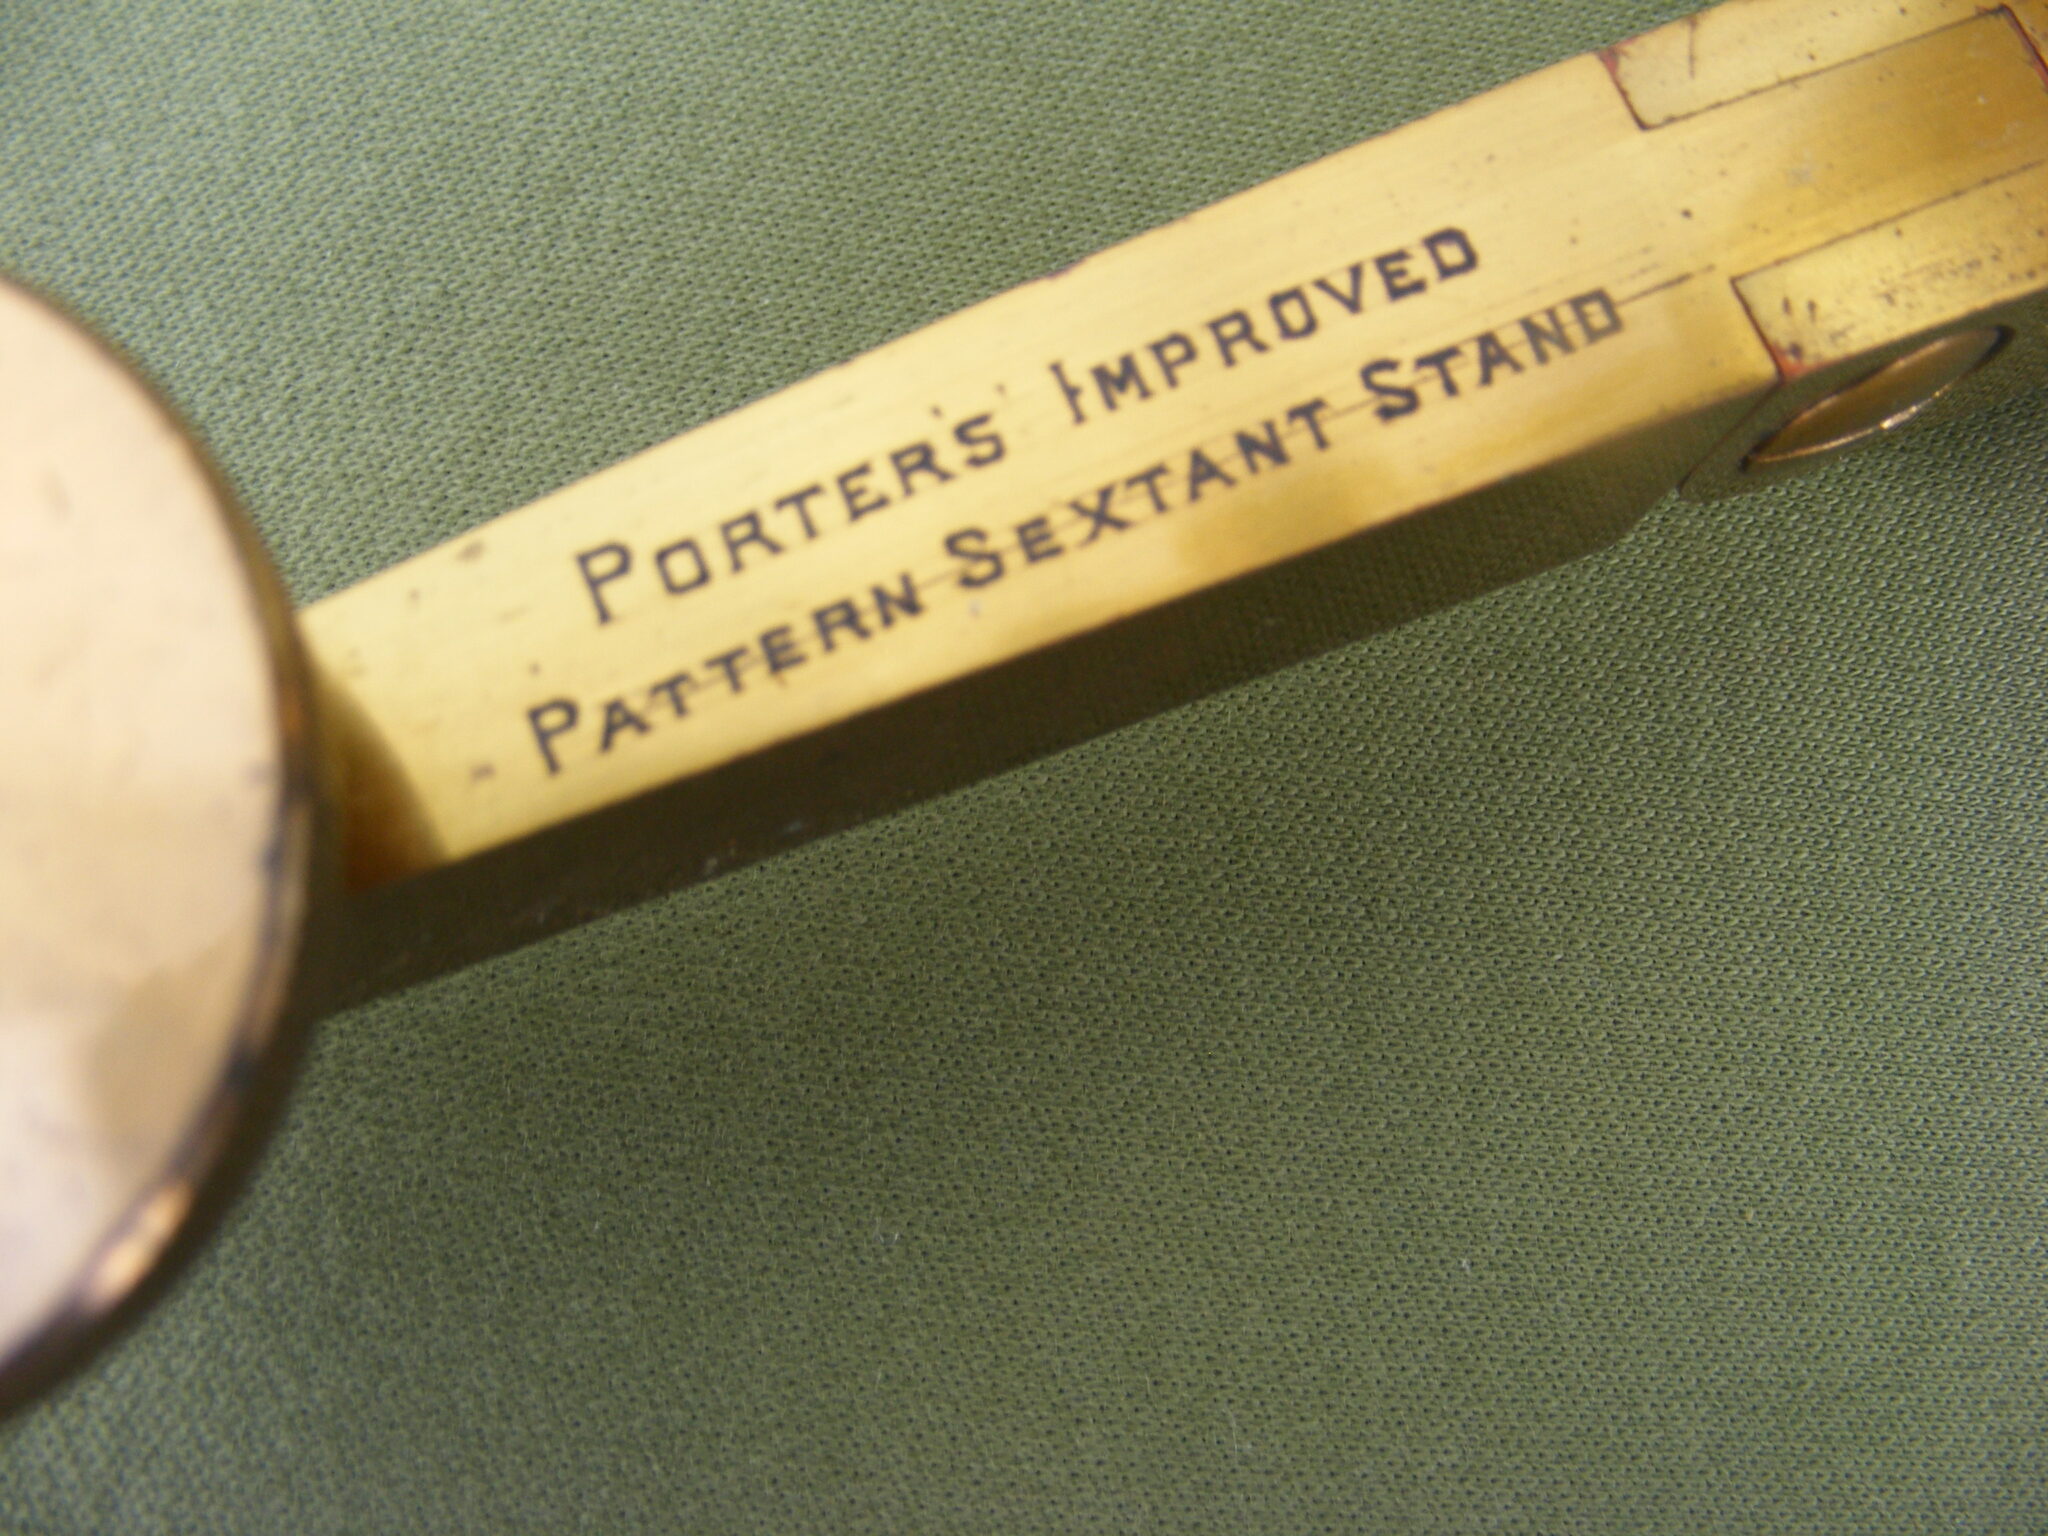 PORTER'S IMPROVED
PATTERN SEXTANT STAND